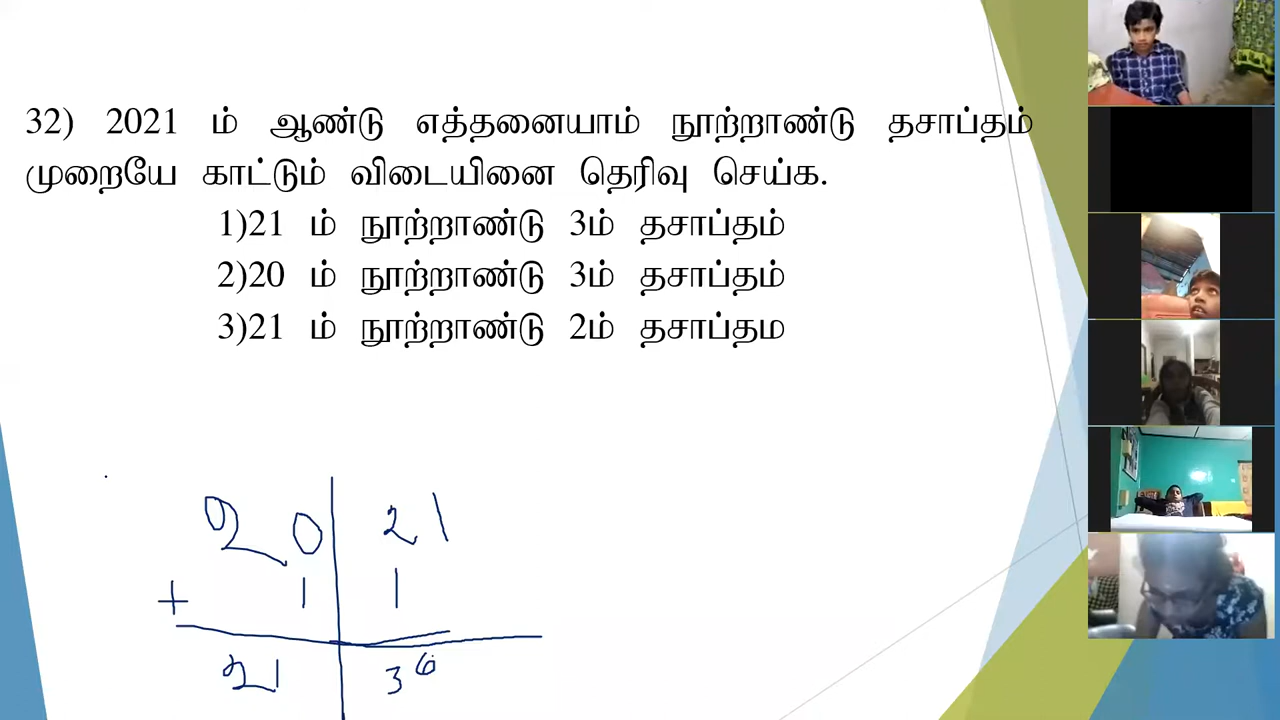 32) 2021 ம் ஆண்டு எத்தனையாம் நூற்றாண்டு தசாப்தம்
முறையே காட்டும் விடையினை தெரிவு செய்க.
1)21 ம் நூற்றாண்டு 3ம் தசாப்தம்
2)20 ம் நூற்றாண்டு 3ம் தசாப்தம்
3)21 ம் நூற்றாண்டு 2ம் தசாப்தம
20 21
+ 1 1
21 3